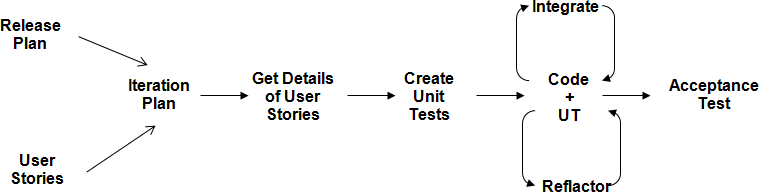 Release
Plan
User
Stories
Iteration
Plan
Get Details
of User
Stories
Create
Unit
Tests
Integrate
Code
+
UT
Reflactor
Acceptance
Test